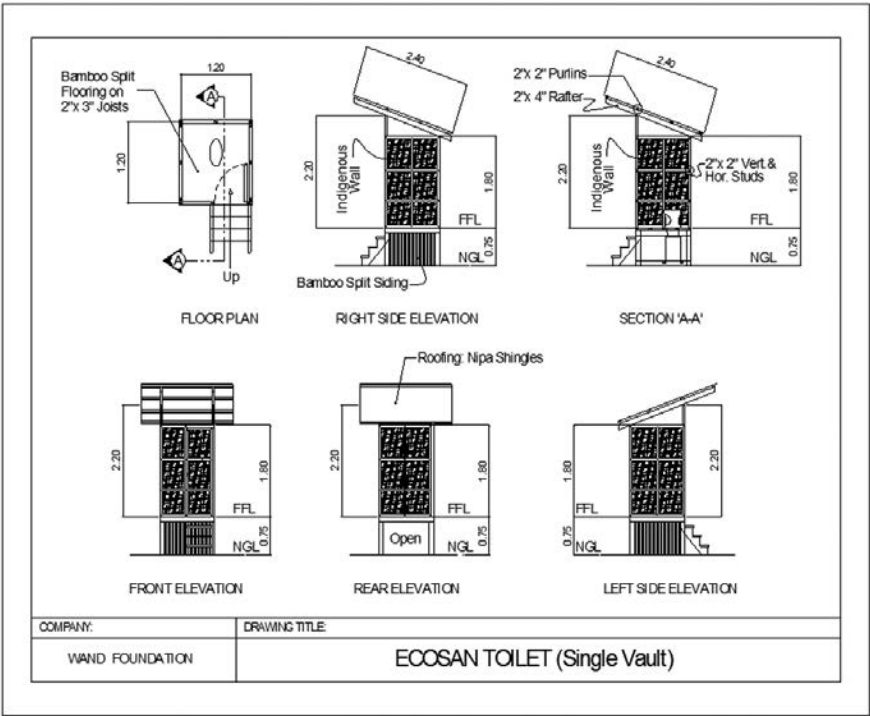 Bamboo Split
Flooring on
2"x 3" Joists
1.20
A
1.20
A
Up
FLOOR PLAN
2.40
2.20
Indigenous
Wall
1.80
FFL
0.75
NGL
Bamboo Split Siding
RIGHT SIDE ELEVATION
2"x 2" Purlins
2"x 4" Rafter
2.40
2.20
Indigenous
Wall
2"x 2" Vert.&
Hor. Studs
1.80
FFL
0.75
NGL
SECTION 'A-A'
2.20
1.80
FFL
0.75
NGL
FRONT ELEVATION
Roofing: Nipa Shingles
2.20
1.80
FFL
Open
0.75
NGL
REAR ELEVATION
1.80
2.20
FFL
0.75
NGL
LEFT SIDE ELEVATION
COMPANY:
DRAWING TITLE:
WAND FOUNDATION
ECOSAN TOILET (Single Vault)